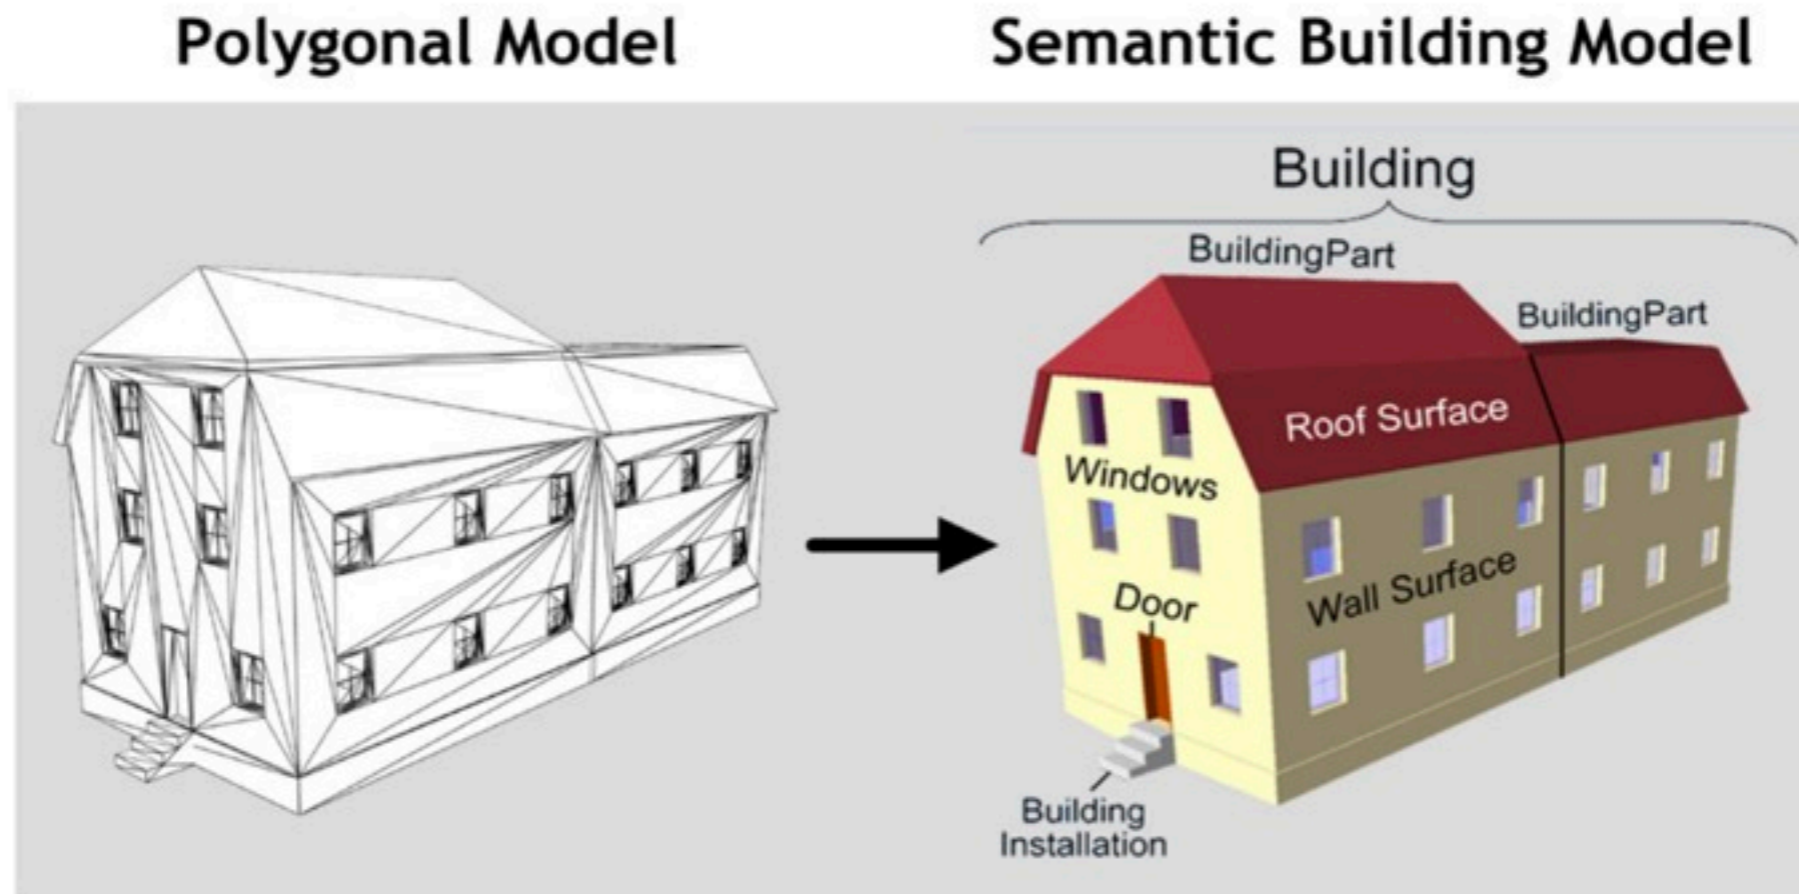 Polygonal Model
Semantic Building Model
Building
BuildingPart
BuildingPart
Roof Surface
Windows
Wall Surface
Door
Building
Installation